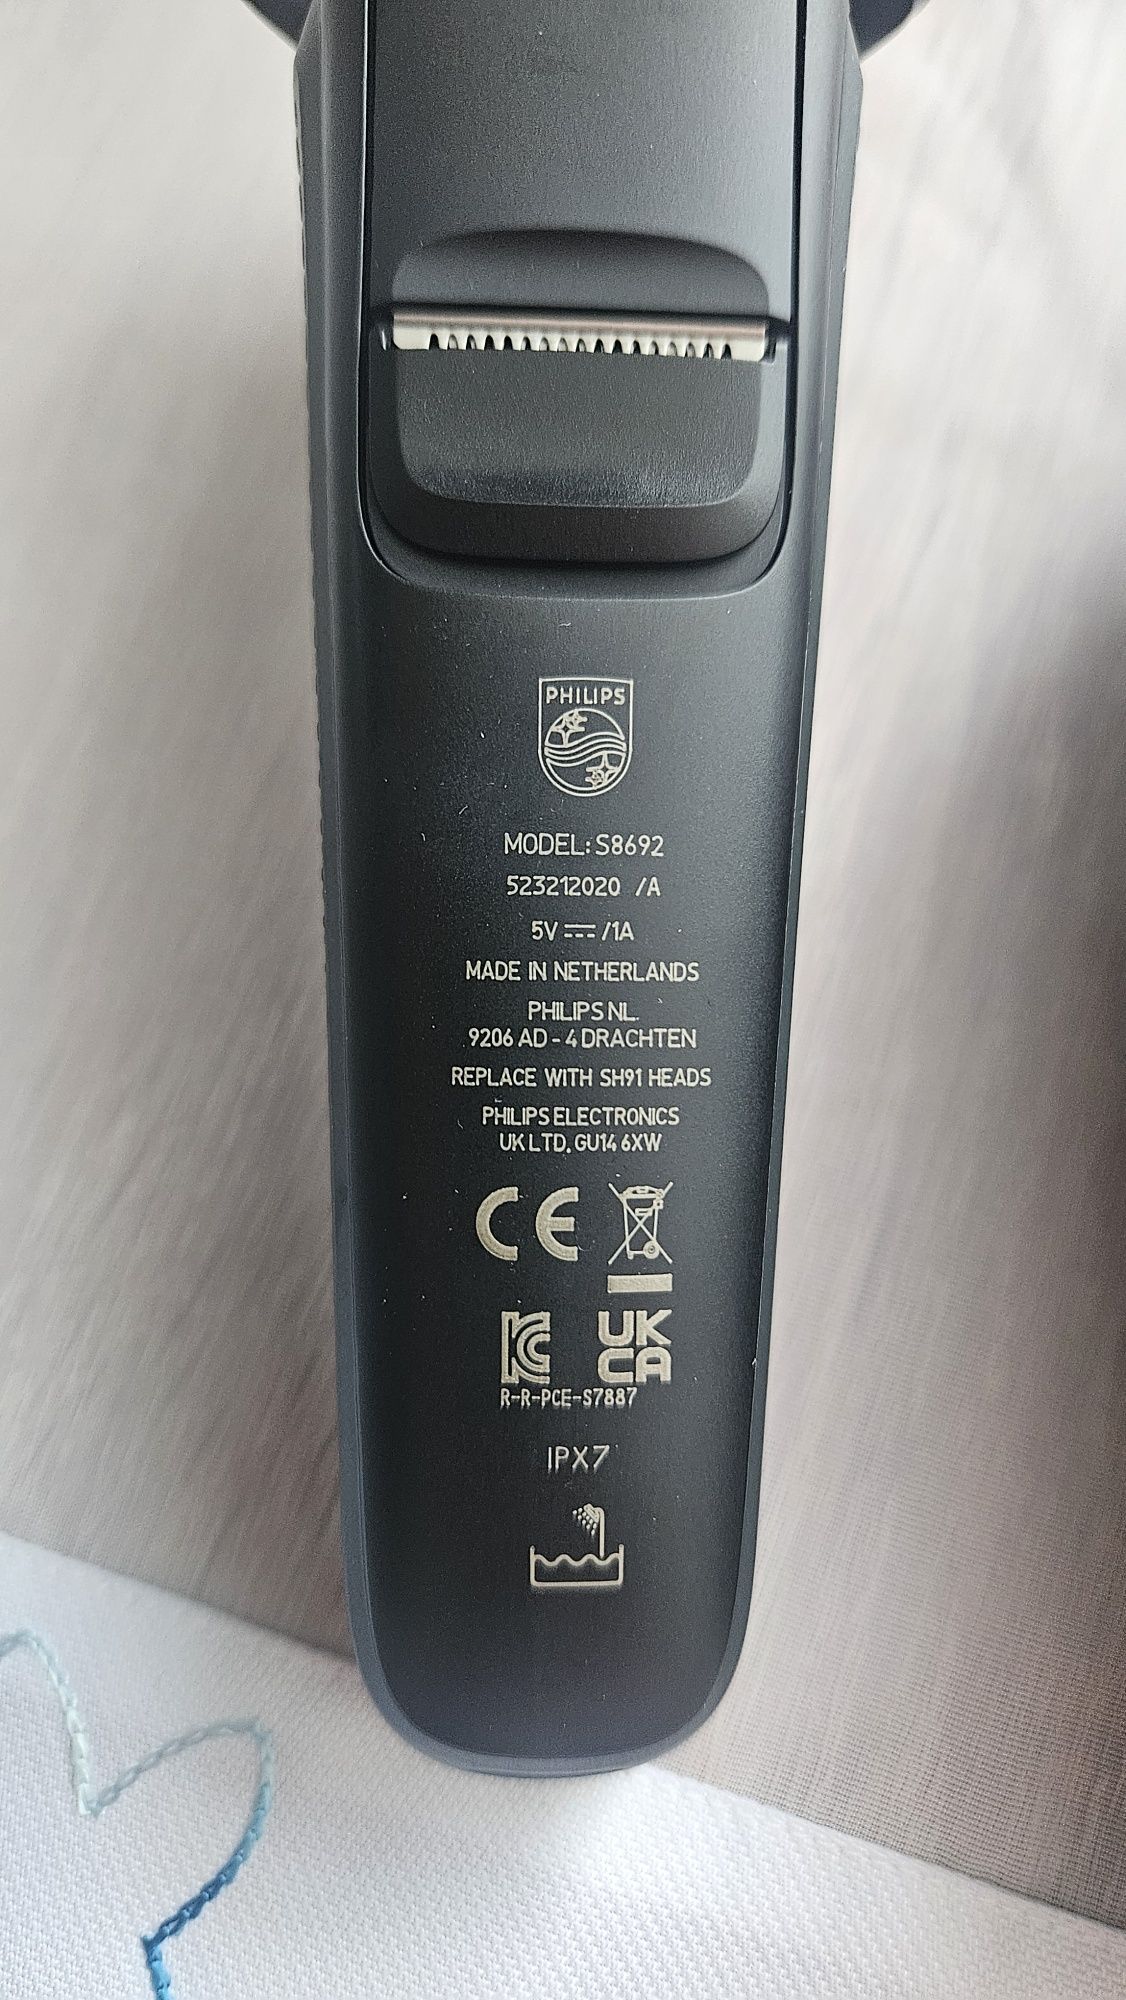 PHILIPS
MODEL: S8692
523212020 /A
5V ⎓ /1A
MADE IN NETHERLANDS
PHILIPS NL.
9206 AD - 4 DRACHTEN
REPLACE WITH SH91 HEADS
PHILIPS ELECTRONICS
UK LTD, GU14 6XW
CE
KC
UK
CA
R-R-PCE-S7887
IPX7